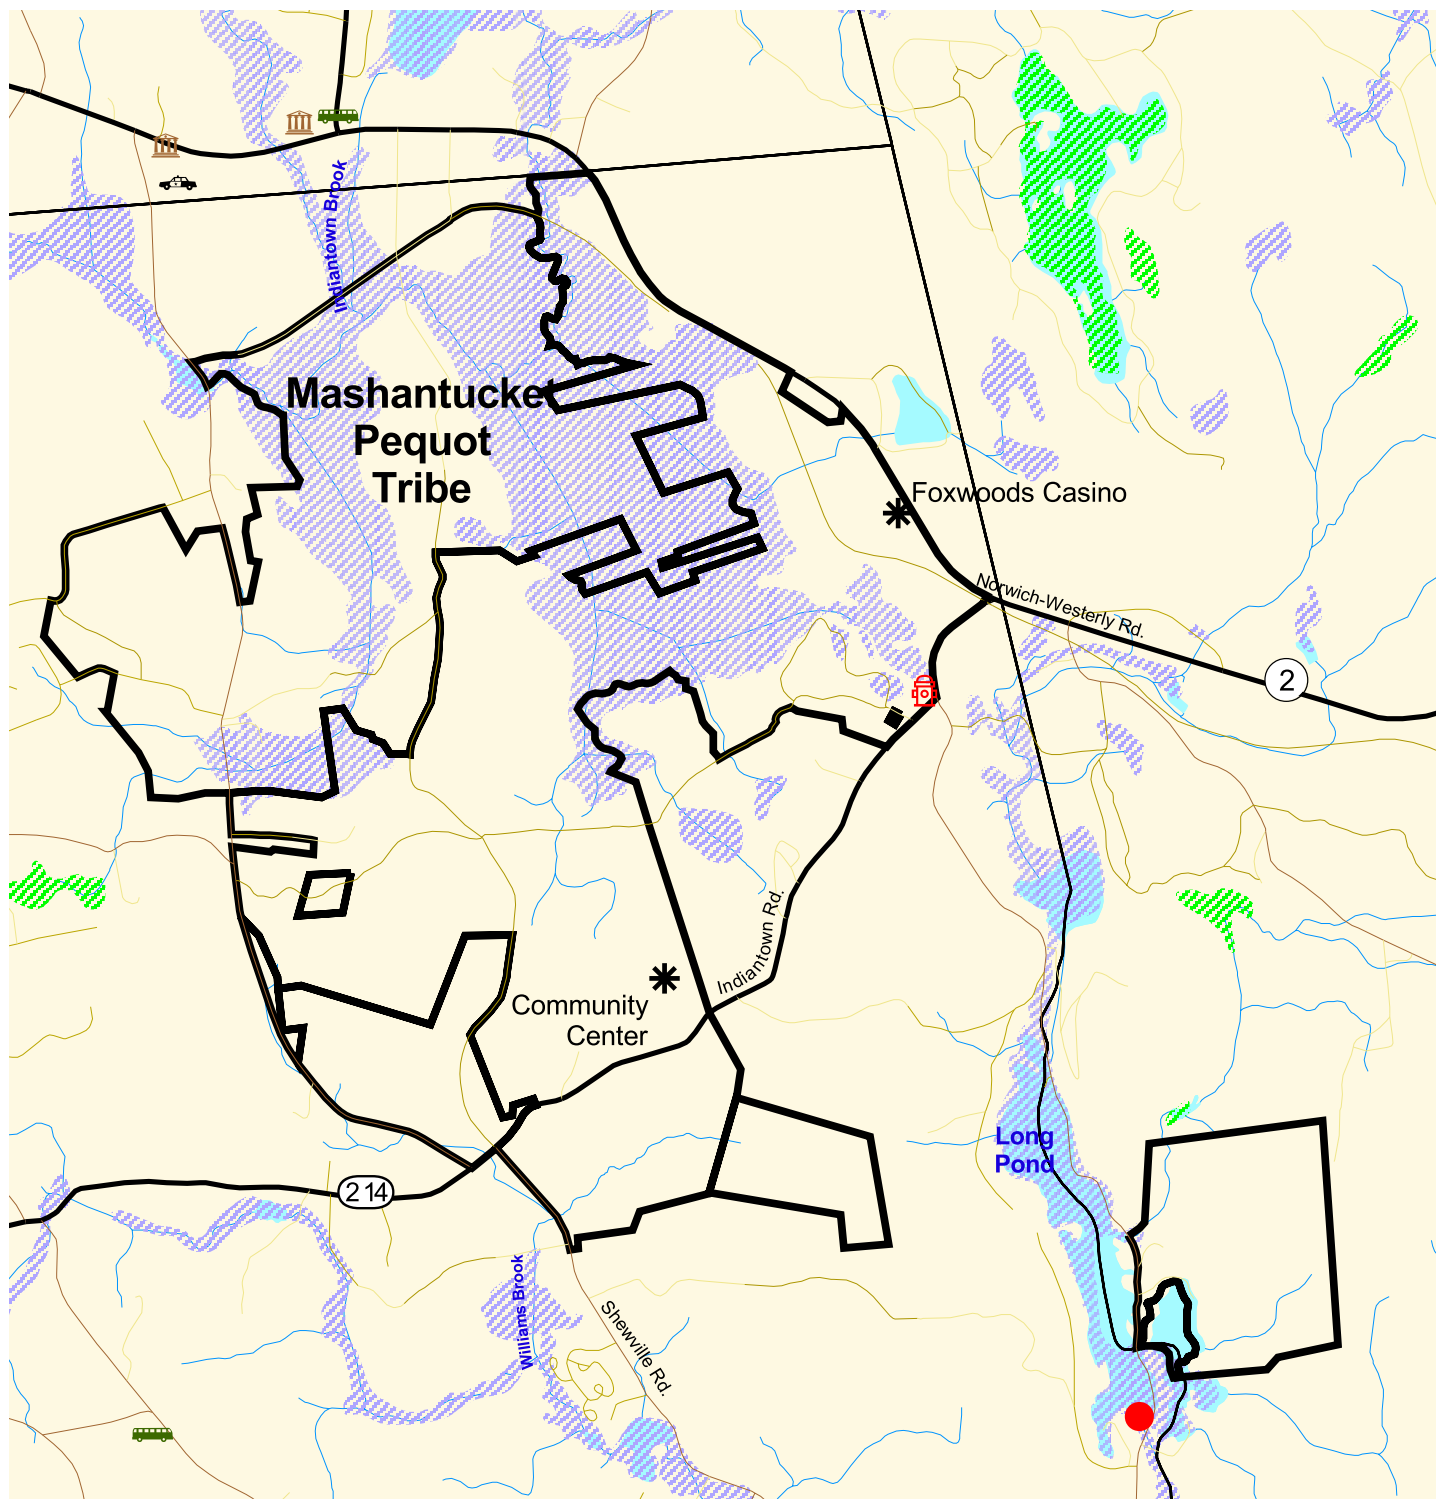 Indiantown Brook
Mashantucket
Pequot
Tribe
Foxwoods Casino
Norwich-Westerly Rd.
2
Indiantown Rd.
Community
Center
Long
Pond
214
Williams Brook
Shewville Rd.